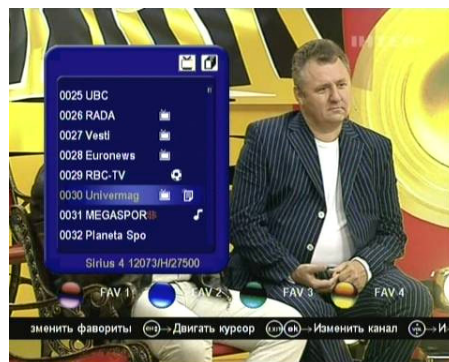 0025 UBC
0026 RADA
0027 Vesti
0028 Euronews
0029 RBC-TV
0030 Univermag
0031 MEGASPOR
0032 Planeta Spo
Sirius 4 12073/H/27500
FAV 1 FAV 2 FAV 3 FAV 4
зменить фавориты →Двигать курсор EXIT ok →Изменить канал →И